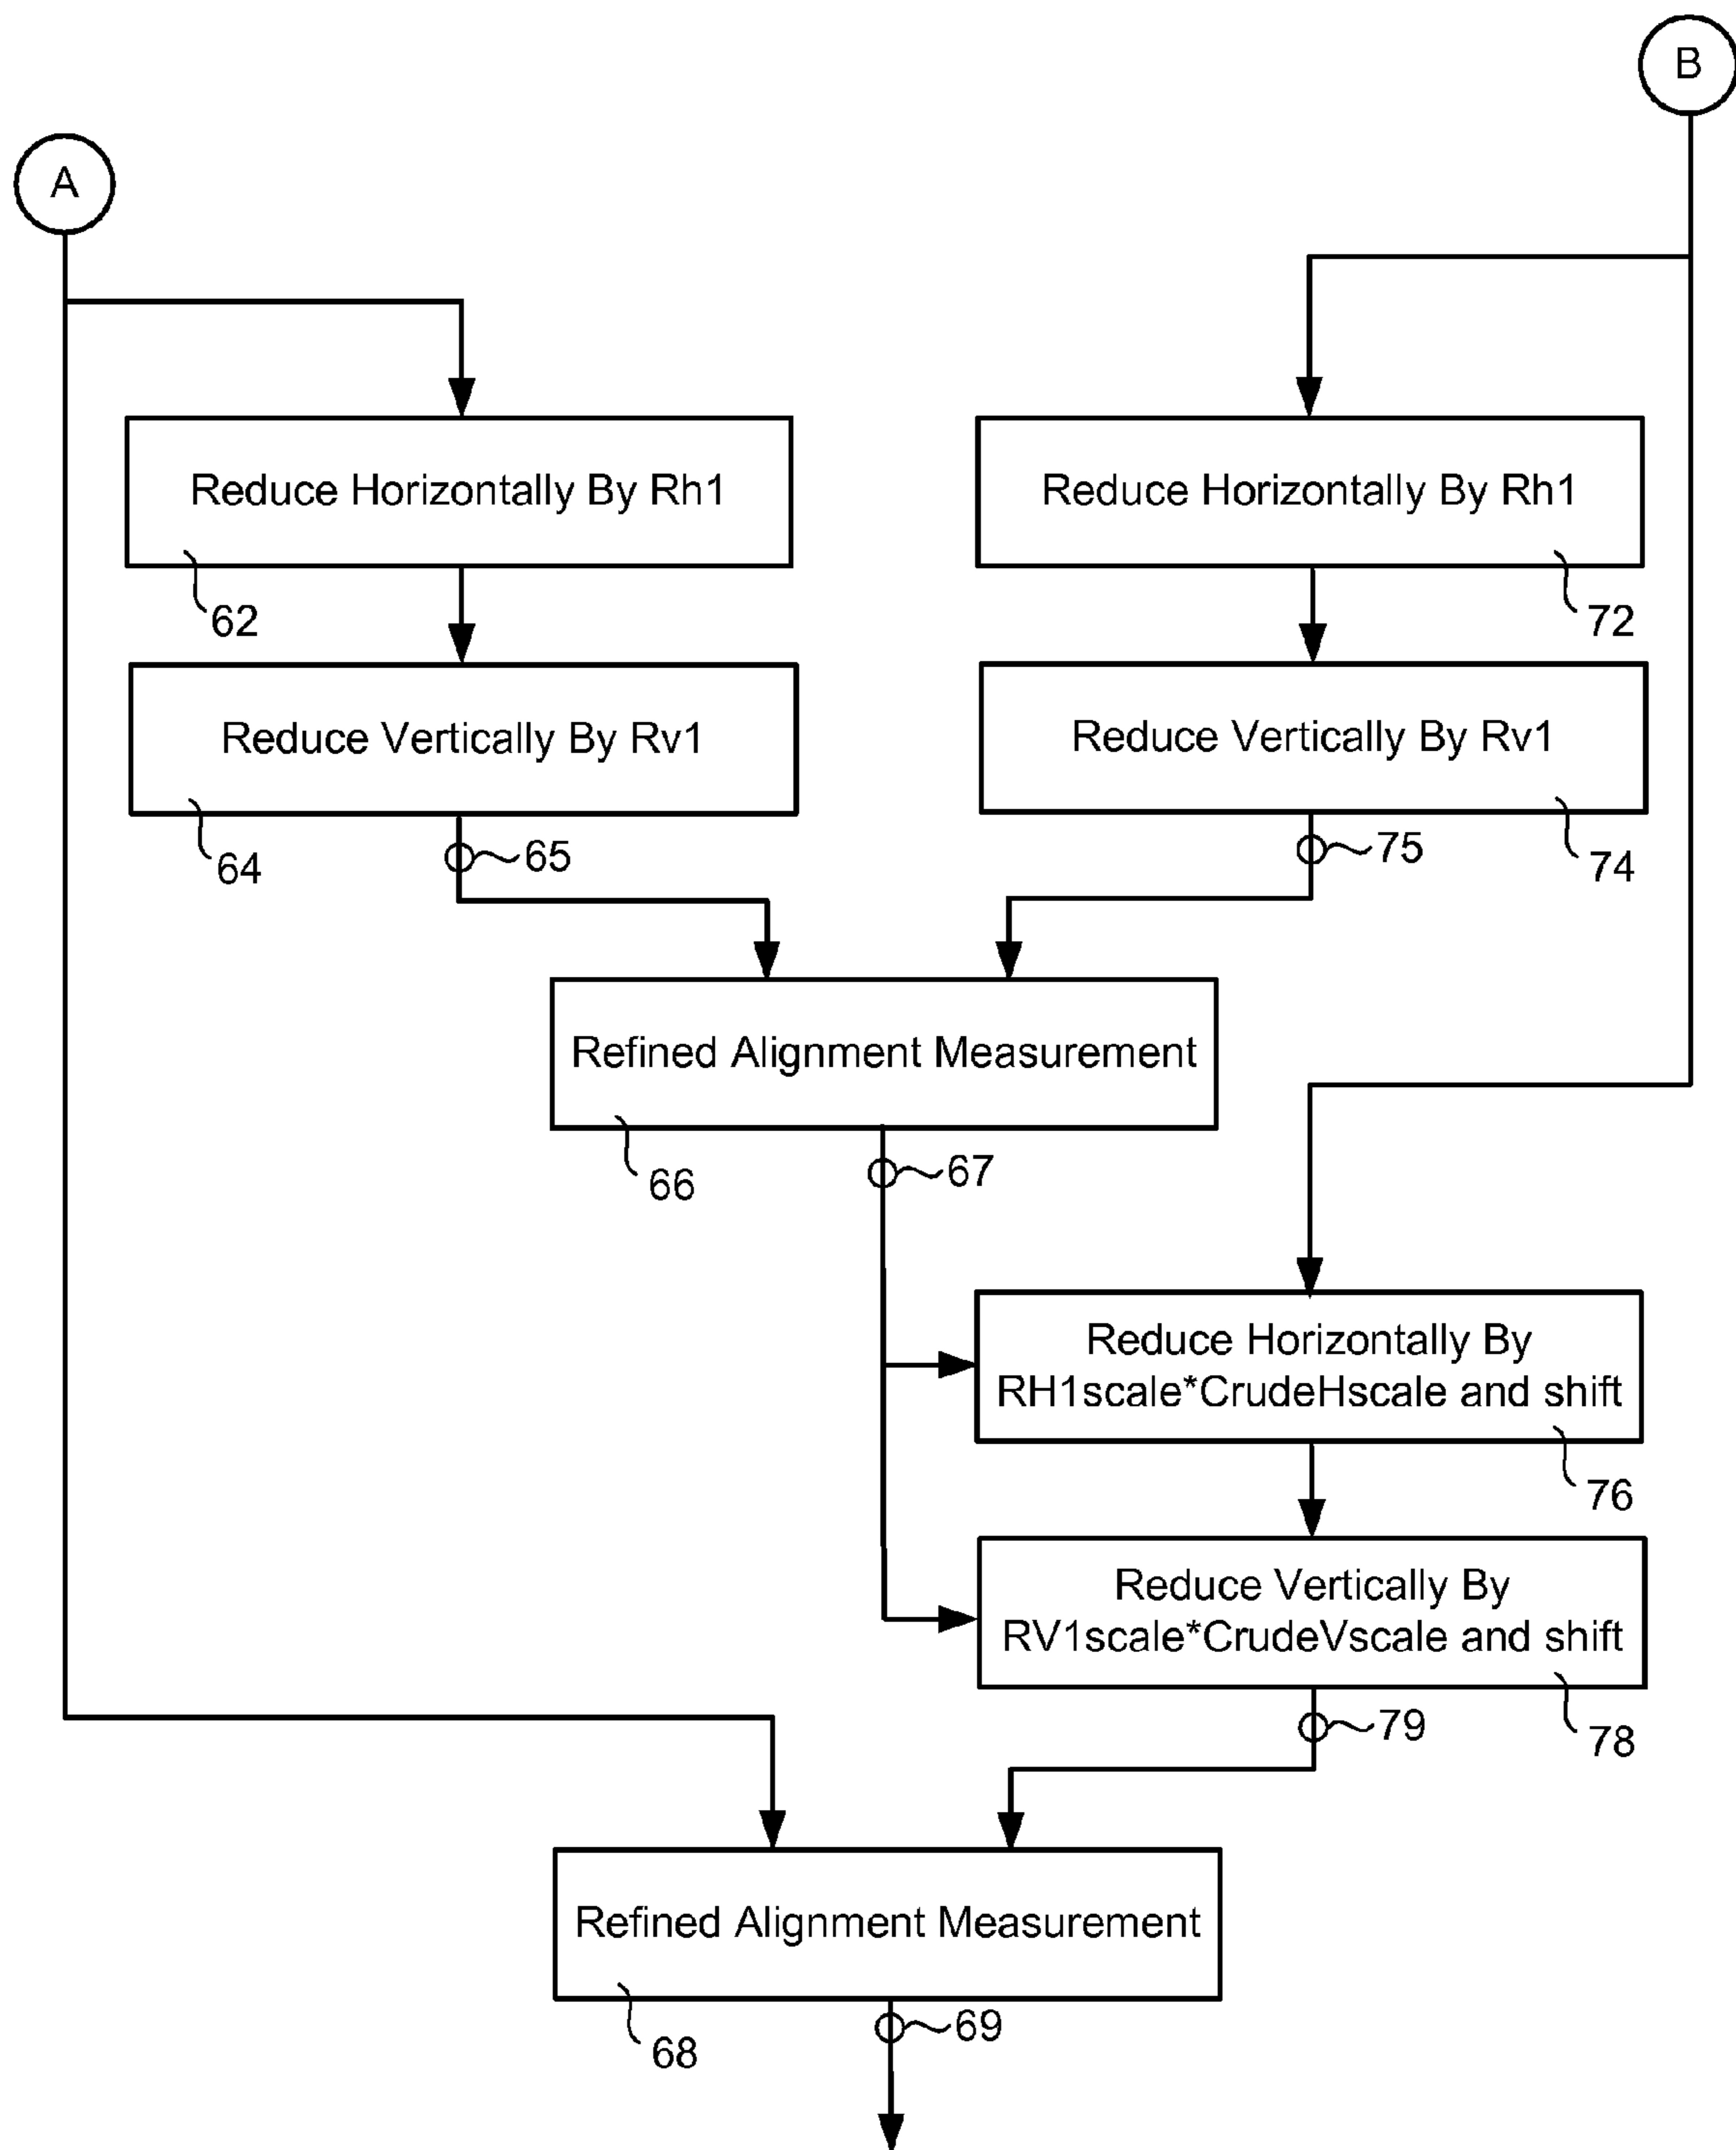 B
A
Reduce Horizontally By Rh1
Reduce Horizontally By Rh1
62
72
Reduce Vertically By Rv1
Reduce Vertically By Rv1
64
65
75
74
Refined Alignment Measurement
66
67
Reduce Horizontally By
RH1scale*CrudeHscale and shift
76
Reduce Vertically By
RV1scale*CrudeVscale and shift
79
78
Refined Alignment Measurement
68
69